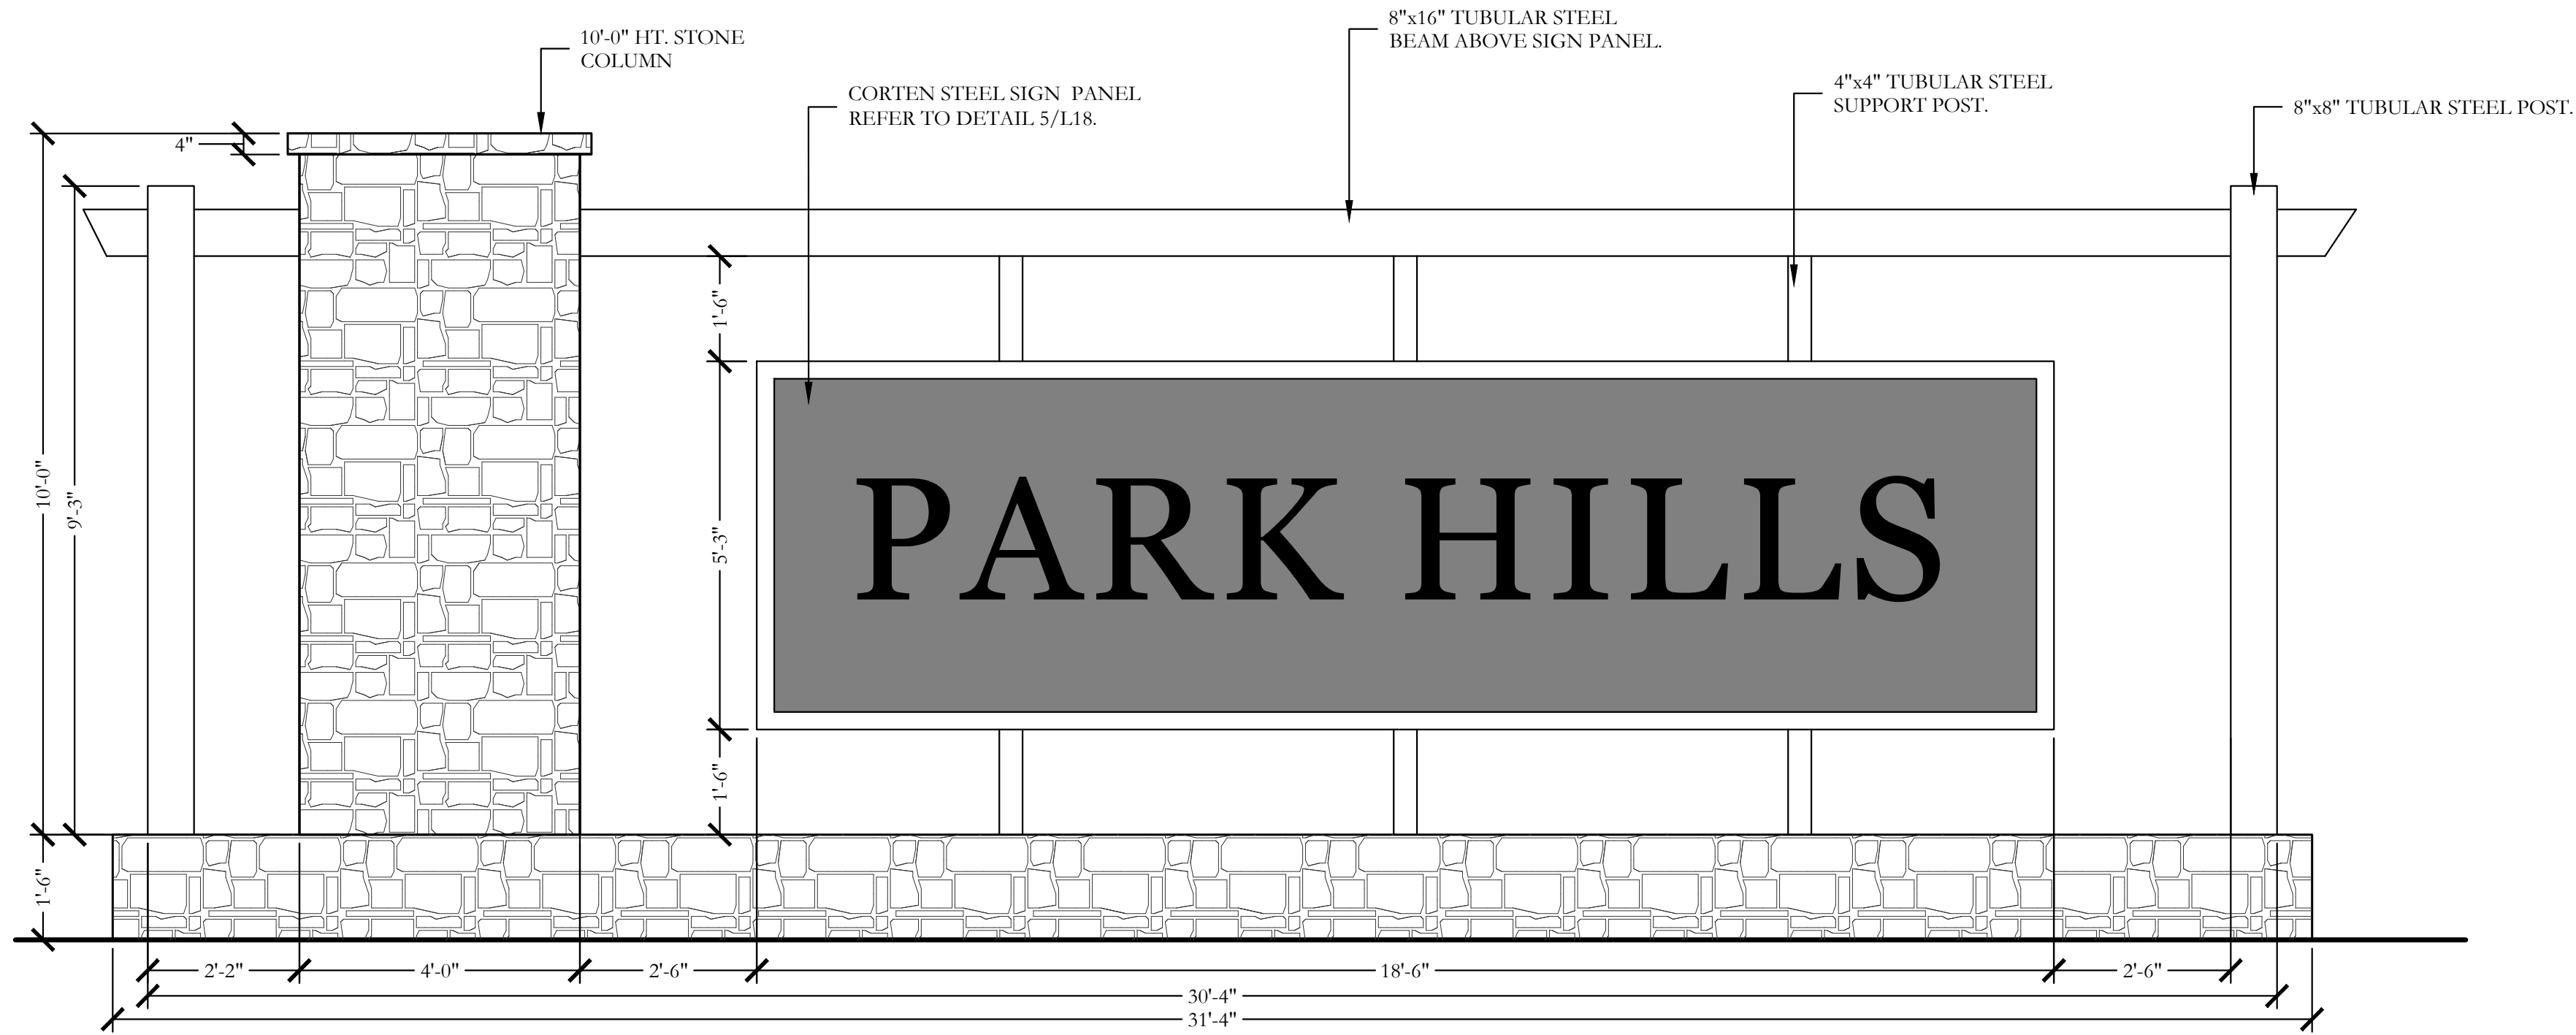 8"x16" TUBULAR STEEL
BEAM ABOVE SIGN PANEL.
10'-0" HT. STONE
COLUMN
4"x4" TUBULAR STEEL
SUPPORT POST.
CORTEN STEEL SIGN PANEL
REFER TO DETAIL 5/L18.
8"x8" TUBULAR STEEL POST.
4"
1'-6"
10'-0"
9'-3"
5'-3"
PARK HILLS
1'-6"
1'-6"
2'-2"
4'-0"
2'-6"
18'-6"
2'-6"
30'-4"
31'-4"